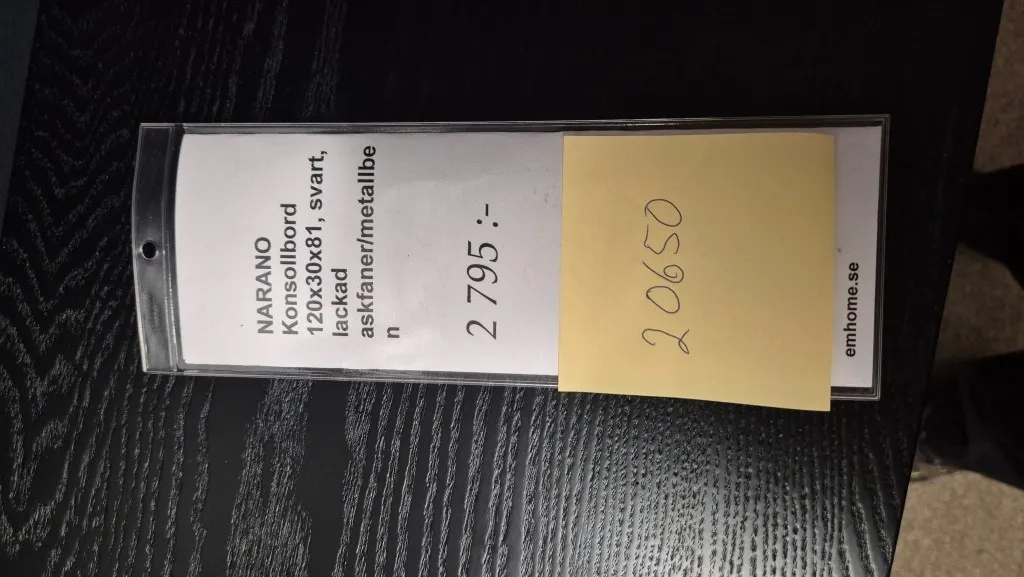 NARANO
Konsollbord
120x30x81, svart,
lackad
askfaner/metallbe
n
2 795 :-
20650
emhome.se